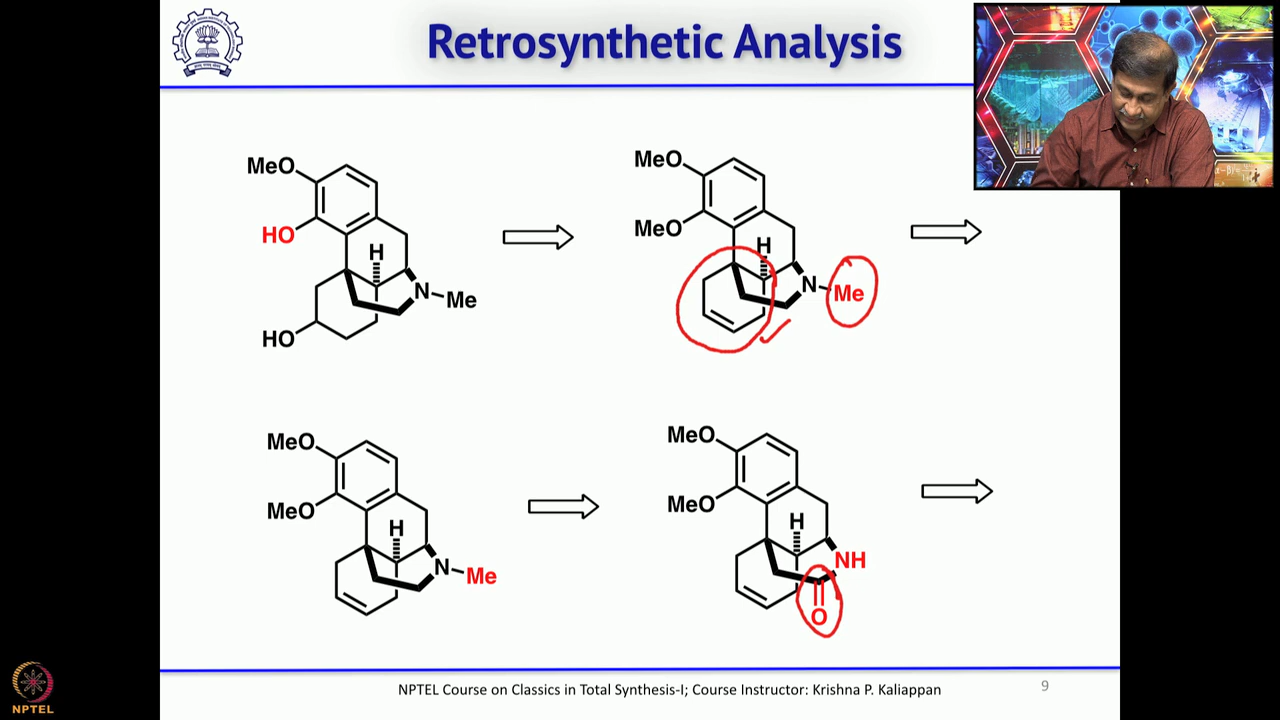 Retrosynthetic Analysis
MeO
HO
H
N
Me
HO
MeO
MeO
H
N
Me
MeO
MeO
H
N
Me
MeO
MeO
H
NH
O
NPTEL Course on Classics in Total Synthesis-I; Course Instructor: Krishna P. Kaliappan
9
NPTEL